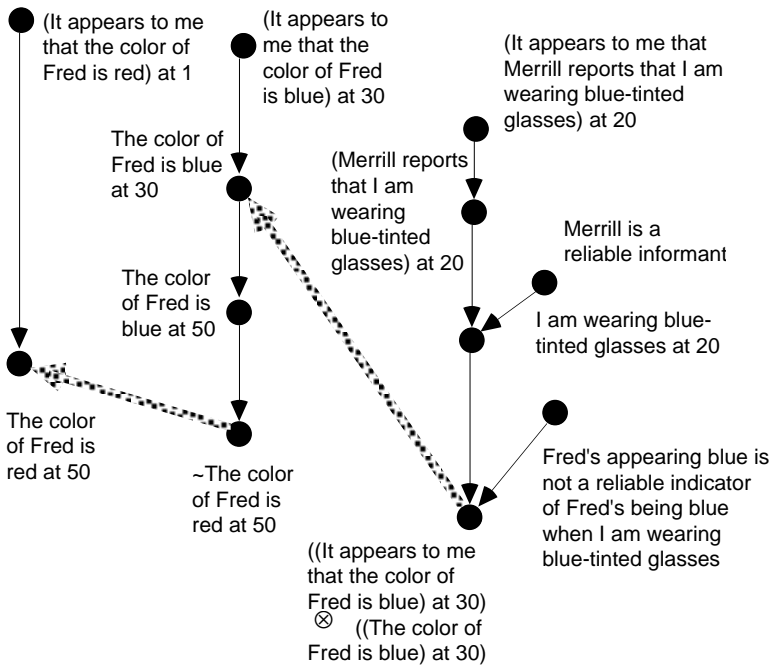 (It appears to me
that the color of
Fred is red) at 1
(It appears to
me that the
color of Fred
is blue) at 30
(It appears to me that
Merrill reports that I am
wearing blue-tinted
glasses) at 20
The color of
Fred is blue
at 30
(Merrill reports
that I am
wearing
blue-tinted
glasses) at 20
Merrill is a
reliable informant
The color
of Fred is
blue at 50
I am wearing blue-
tinted glasses at 20
The color
of Fred is
red at 50
~The color
of Fred is
red at 50
Fred's appearing blue is
not a reliable indicator
of Fred's being blue
when I am wearing
blue-tinted glasses
((It appears to me
that the color of
Fred is blue) at 30)
⊗ ((The color of
Fred is blue) at 30)